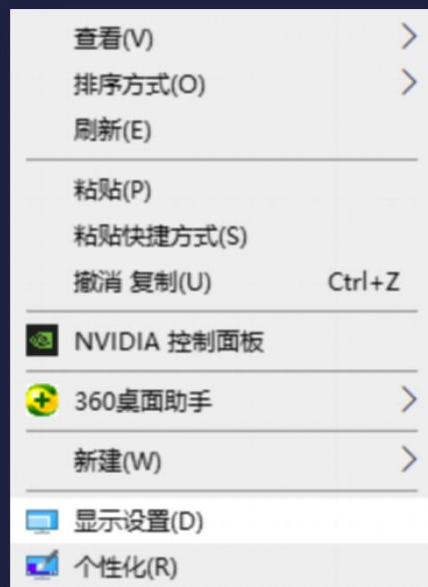 查看(V)
排序方式(O)
刷新(E)
粘贴(P)
粘贴快捷方式(S)
撤消 复制(U) Ctrl+Z
NVIDIA 控制面板
360桌面助手
新建(W)
显示设置(D)
个性化(R)